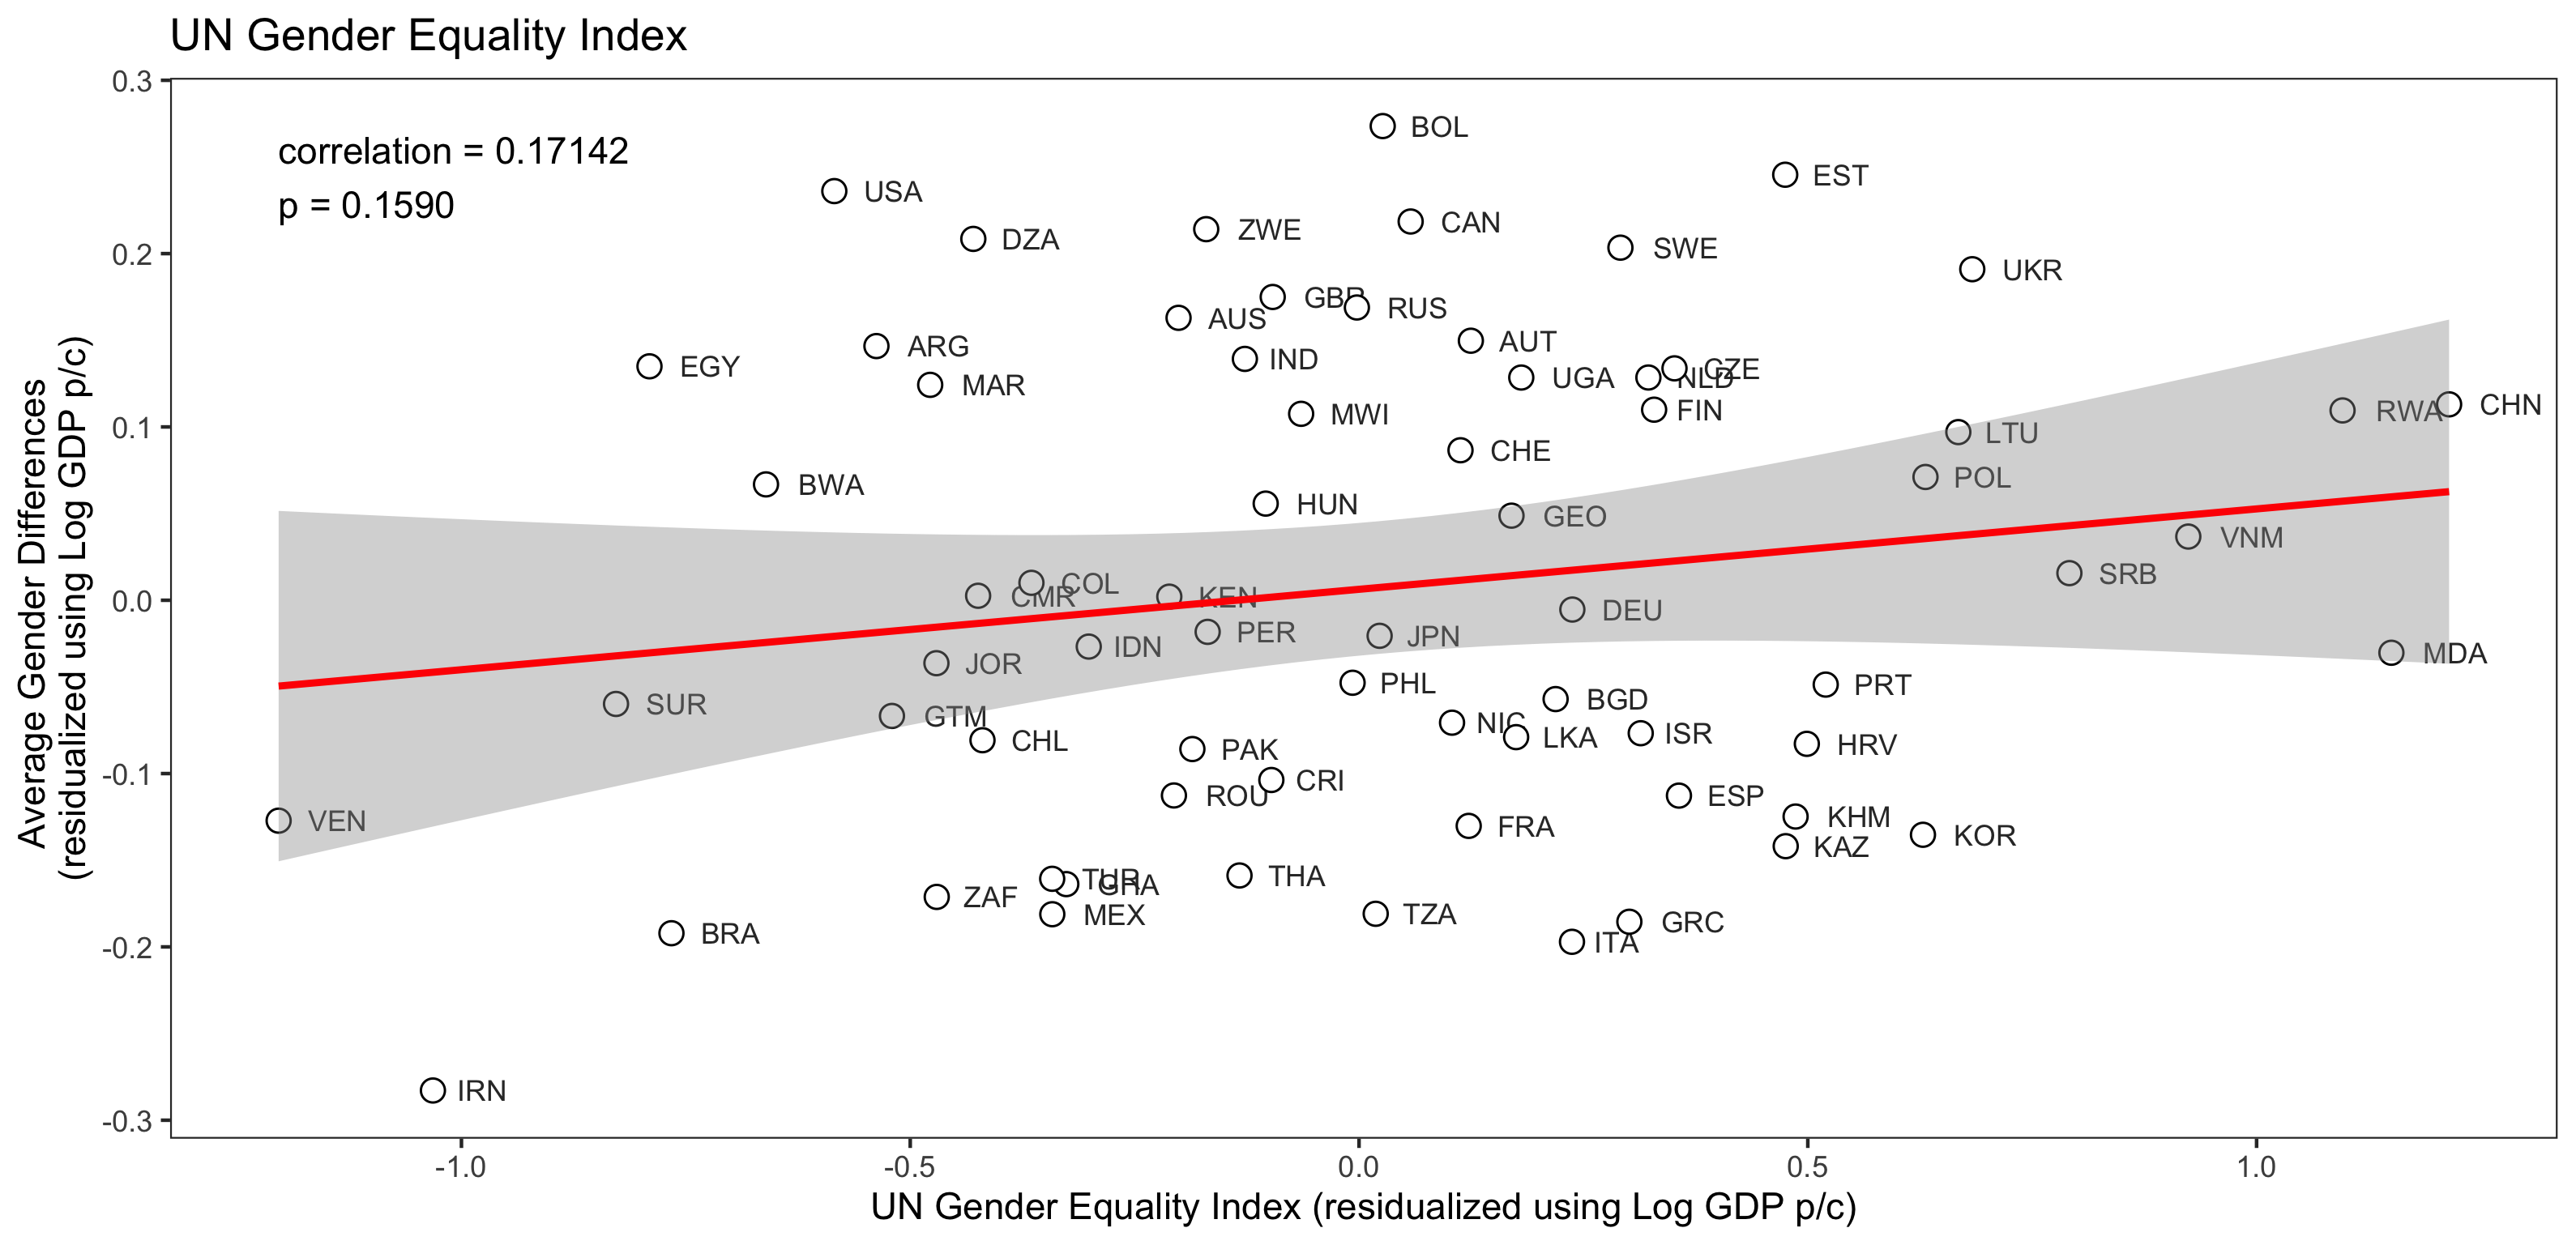 UN Gender Equality Index
correlation = 0.17142
p = 0.1590
Average Gender Differences
(residualized using Log GDP p/c)
0.3
0.2
0.1
0.0
-0.1
-0.2
-0.3
BOL
EST
USA
CAN
ZWE
DZA
SWE
UKR
GBR
RUS
AUS
AUT
ARG
IND
EGY
CZE
UGA
NLD
MAR
FIN
MWI
CHN
RWA
LTU
CHE
POL
BWA
HUN
GEO
VNM
SRB
COL
CMR
KEN
DEU
PER
JPN
IDN
MDA
JOR
PHL
PRT
BGD
SUR
GTM
NIC
ISR
LKA
CHL
HRV
PAK
CRI
ROU
ESP
KHM
VEN
FRA
KOR
KAZ
THA
TUR
GHA
ZAF
MEX
TZA
GRC
BRA
ITA
IRN
-1.0
-0.5
0.0
0.5
1.0
UN Gender Equality Index (residualized using Log GDP p/c)